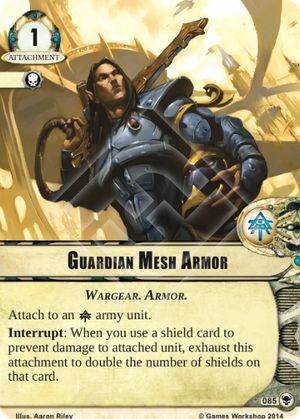 1
ATTACHMENT
GUARDIAN MESH ARMOR
WARGEAR. ARMOR.
Attach to an army unit.
Interrupt: When you use a shield card to
prevent damage to attached unit, exhaust this
attachment to double the number of shields on
that card.
085
Illus. Aaron Riley
© Games Workshop 2014